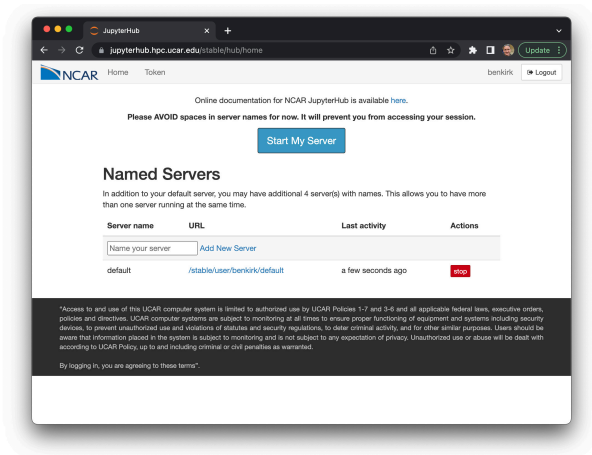 JupyterHub
jupyterhub.hpc.ucar.edu/stable/hub/home
Update
NCAR Home Token benkirk Logout
Online documentation for NCAR JupyterHub is available here.
Please AVOID spaces in server names for now. It will prevent you from accessing your session.
Start My Server
Named Servers
In addition to your default server, you may have additional 4 server(s) with names. This allows you to have more
than one server running at the same time.
Server name URL Last activity Actions
Name your server Add New Server
default /stable/user/benkirk/default a few seconds ago stop
"Access to and use of this UCAR computer system is limited to authorized use by UCAR Policies 1-7 and 3-6 and all applicable federal laws, executive orders,
policies and directives. UCAR computer systems are subject to monitoring at all times to ensure proper functioning of equipment and systems including security
devices, to prevent unauthorized use and violations of statutes and security regulations, to deter criminal activity, and for other similar purposes. Users should be
aware that information placed in the system is subject to monitoring and is not subject to any expectation of privacy. Unauthorized use or abuse will be dealt with
according to UCAR Policy, up to and including criminal or civil penalties as warranted.
By logging in, you are agreeing to these terms".